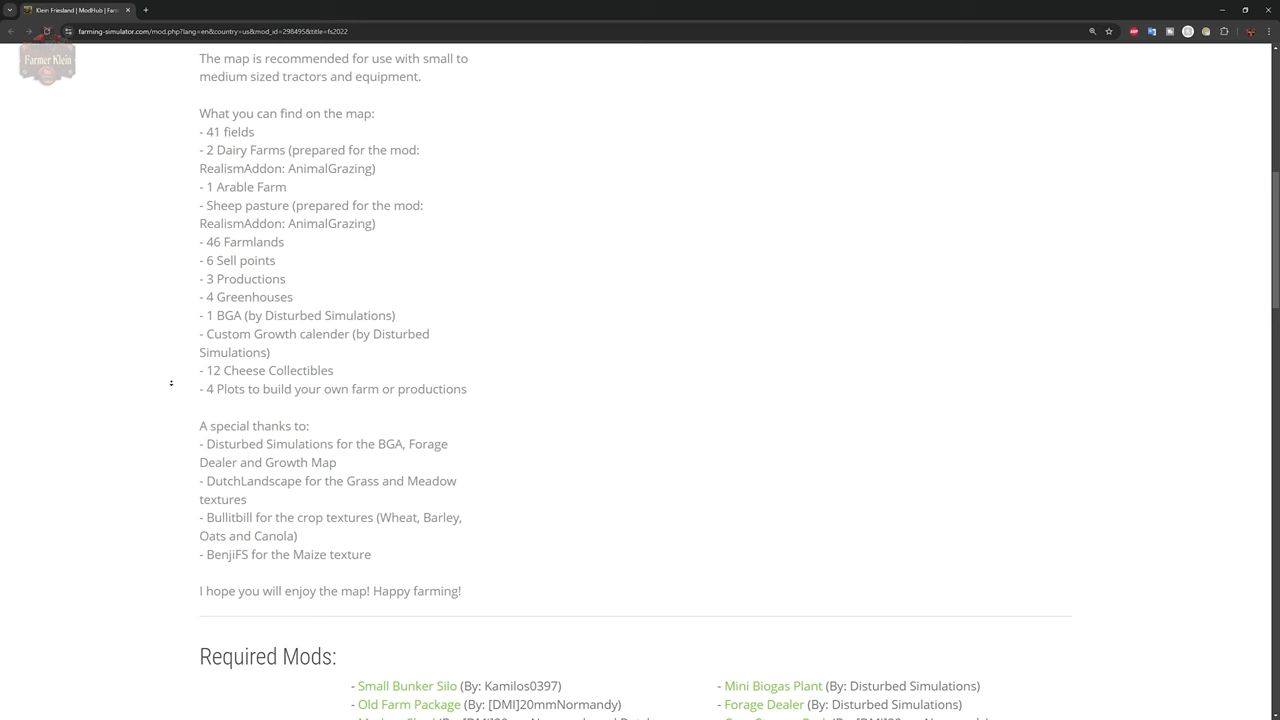 Klein Friesland | ModHub | Far
farming-simulator.com/mod.php?lang=en&country=us&mod_id=298495&title=fs2022
Farmer Klein
The map is recommended for use with small to
medium sized tractors and equipment.
What you can find on the map:
- 41 fields
- 2 Dairy Farms (prepared for the mod:
RealismAddon: AnimalGrazing)
- 1 Arable Farm
- Sheep pasture (prepared for the mod:
RealismAddon: AnimalGrazing)
- 46 Farmlands
- 6 Sell points
- 3 Productions
- 4 Greenhouses
- 1 BGA (by Disturbed Simulations)
- Custom Growth calender (by Disturbed
Simulations)
- 12 Cheese Collectibles
- 4 Plots to build your own farm or productions
A special thanks to:
- Disturbed Simulations for the BGA, Forage
Dealer and Growth Map
- DutchLandscape for the Grass and Meadow
textures
- Bullitbill for the crop textures (Wheat, Barley,
Oats and Canola)
- BenjiFS for the Maize texture
I hope you will enjoy the map! Happy farming!
Required Mods:
- Small Bunker Silo (By: Kamilos0397)
- Old Farm Package (By: [DMI]20mmNormandy)
- Mini Biogas Plant (By: Disturbed Simulations)
- Forage Dealer (By: Disturbed Simulations)